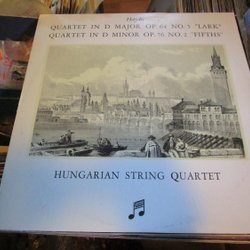 Haydn
QUARTET IN D MAJOR, OP. 64 NO. 5 "LARK"
QUARTET IN D MINOR OP. 76 NO. 2 "FIFTHS"
HUNGARIAN STRING QUARTET